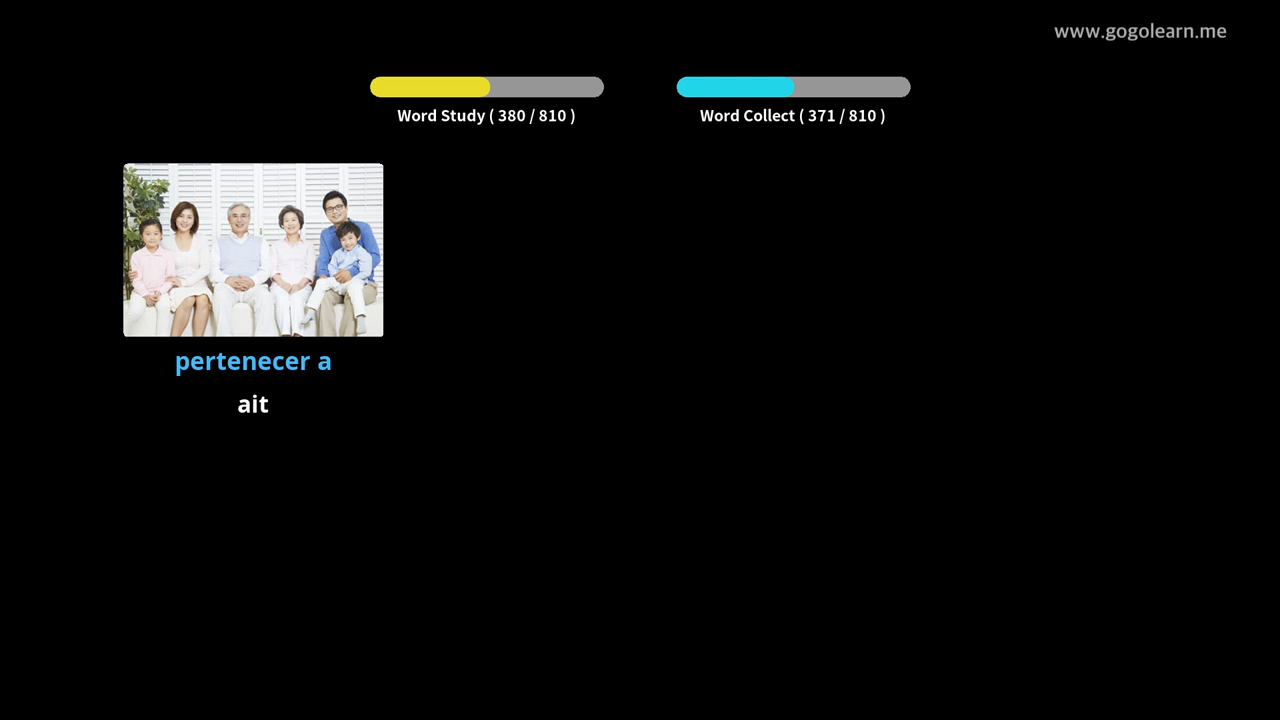 www.gogolearn.me
Word Study ( 380 / 810 )
Word Collect ( 371 / 810 )
pertenecer a
ait